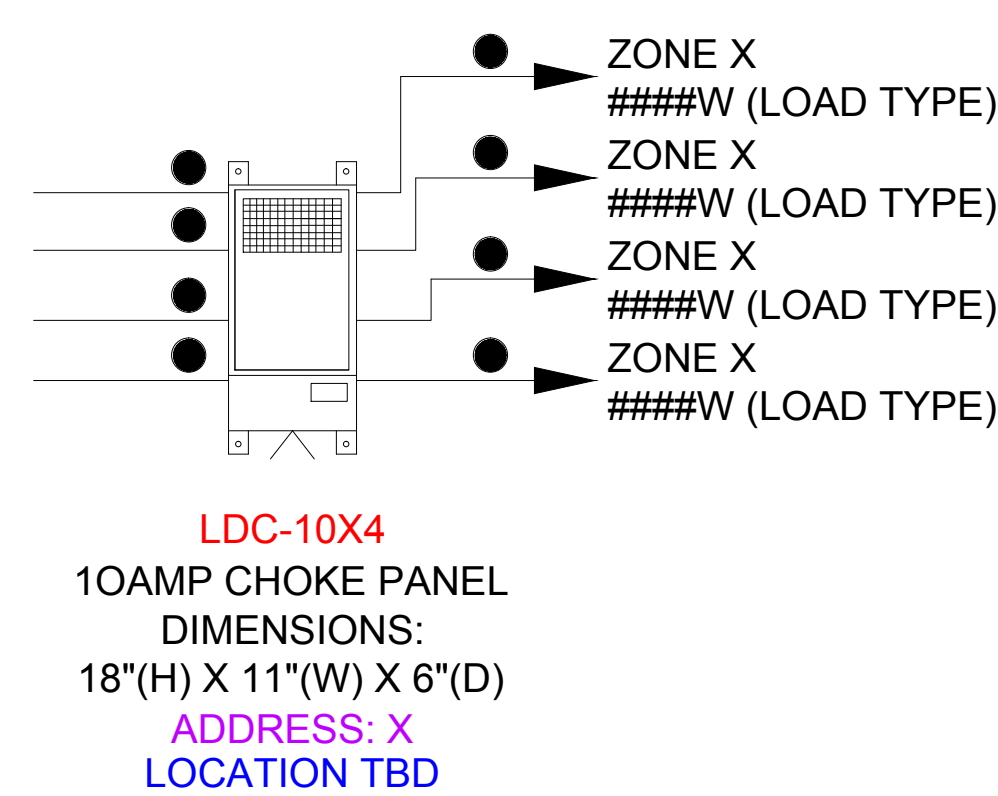 ZONE X
####W (LOAD TYPE)
ZONE X
####W (LOAD TYPE)
ZONE X
####W (LOAD TYPE)
ZONE X
####W (LOAD TYPE)
LDC-10X4
1OAMP CHOKE PANEL
DIMENSIONS:
18"(H) X 11"(W) X 6"(D)
ADDRESS: X
LOCATION TBD